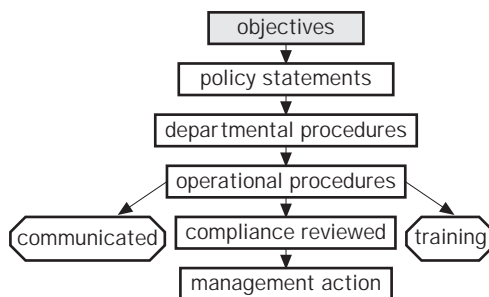 objectives
policy statements
departmental procedures
operational procedures
communicated
compliance reviewed
training
management action